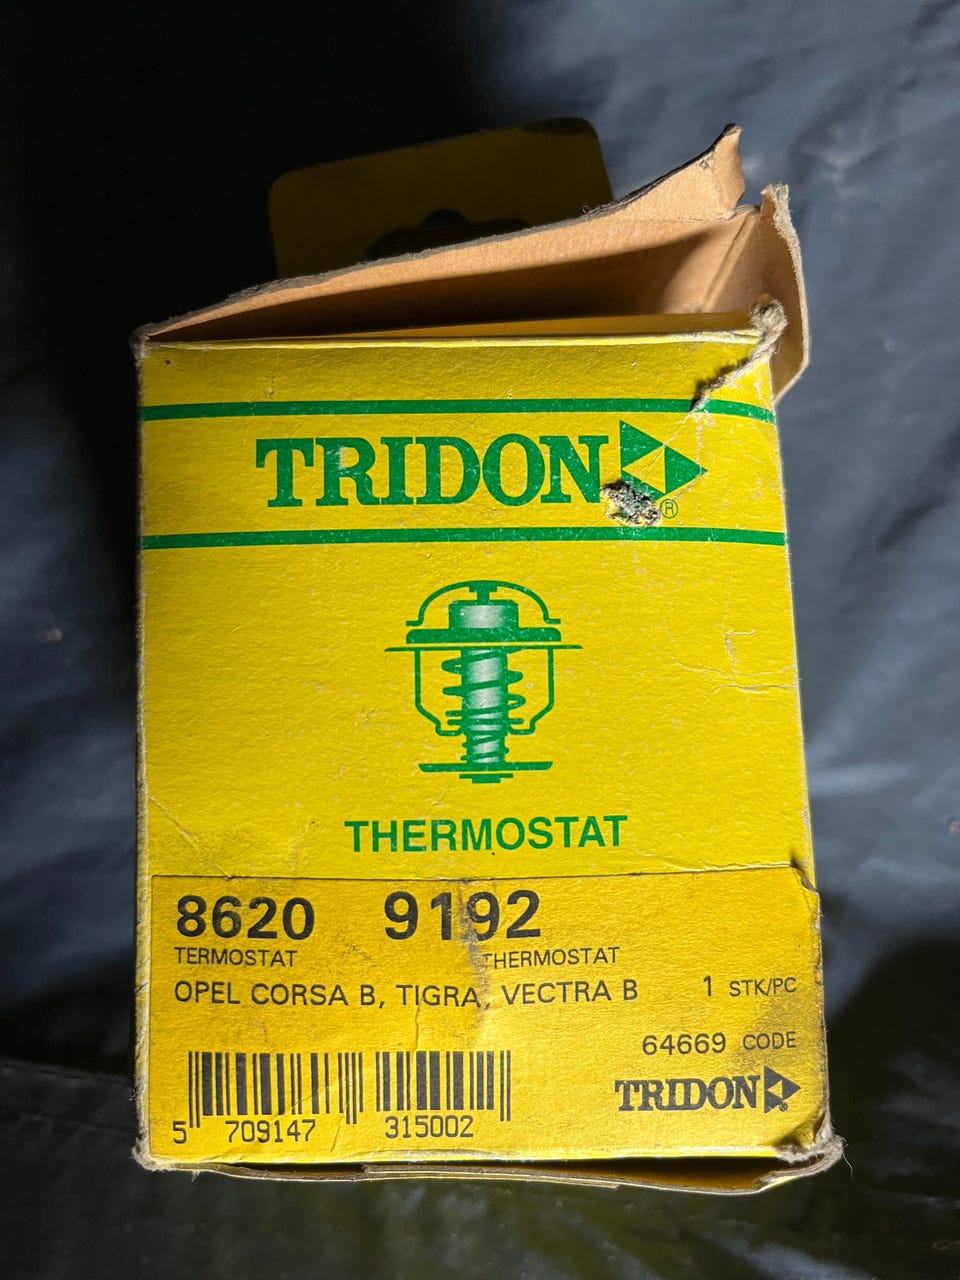 TRIDON ®
THERMOSTAT
8620 9192
TERMOSTAT THERMOSTAT
OPEL CORSA B, TIGRA, VECTRA B 1 STK/PC
64669 CODE
TRIDON
5 709147 315002